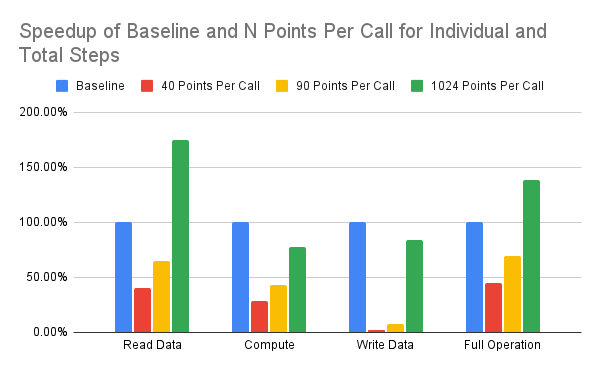 Speedup of Baseline and N Points Per Call for Individual and
Total Steps
Baseline 40 Points Per Call 90 Points Per Call 1024 Points Per Call
200.00%
150.00%
100.00%
50.00%
0.00%
Read Data Compute Write Data Full Operation